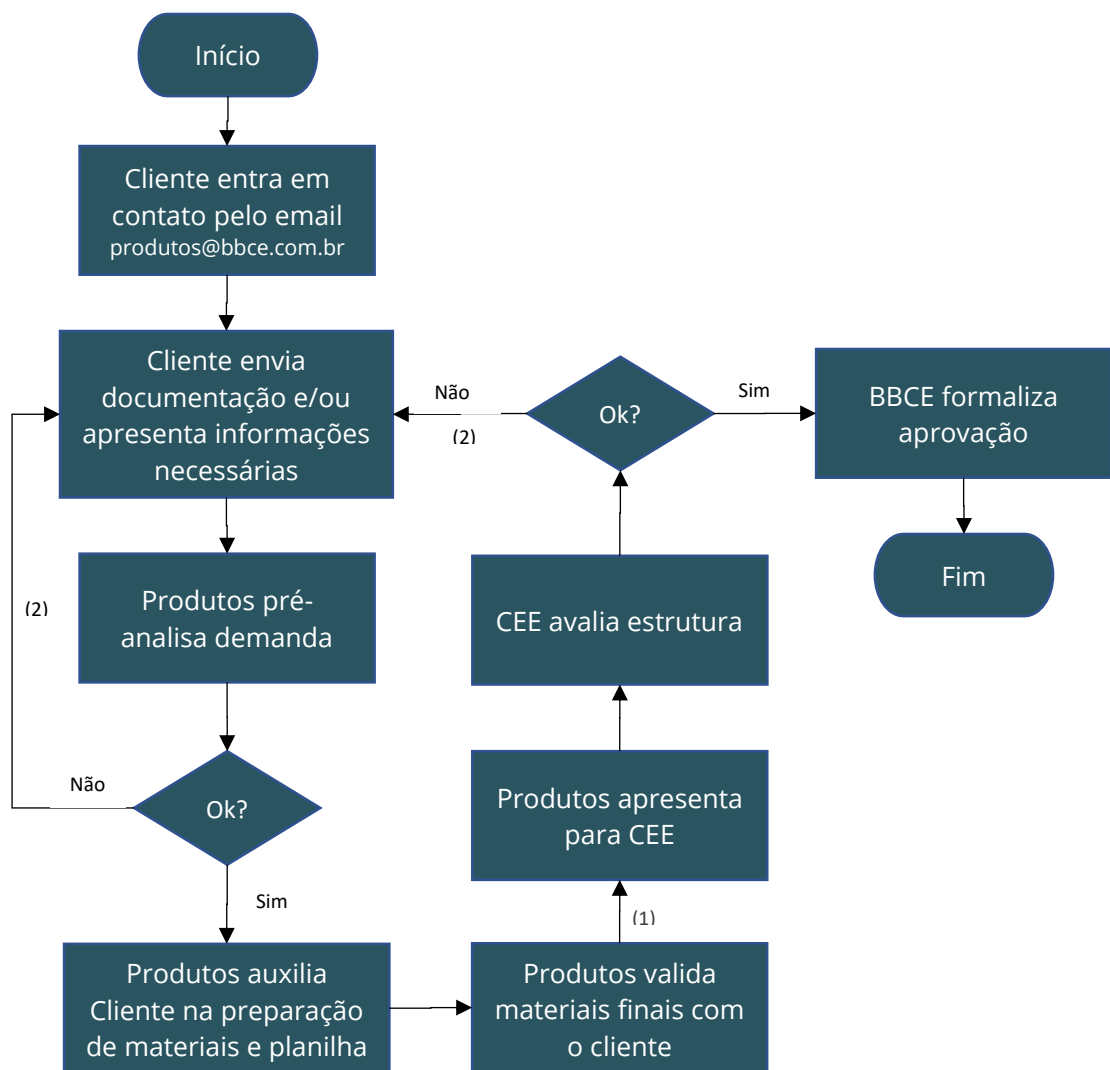 Início
Cliente entra em
contato pelo email
produtos@bbce.com.br
Cliente envia
documentação e/ou
apresenta informações
necessárias
Não
(2)
Ok?
Sim
BBCE formaliza
aprovação
Fim
(2)
Produtos pré-
analisa demanda
CEE avalia estrutura
Não
Ok?
Sim
Produtos apresenta
para CEE
(1)
Produtos auxilia
Cliente na preparação
de materiais e planilha
Produtos valida
materiais finais com
o cliente